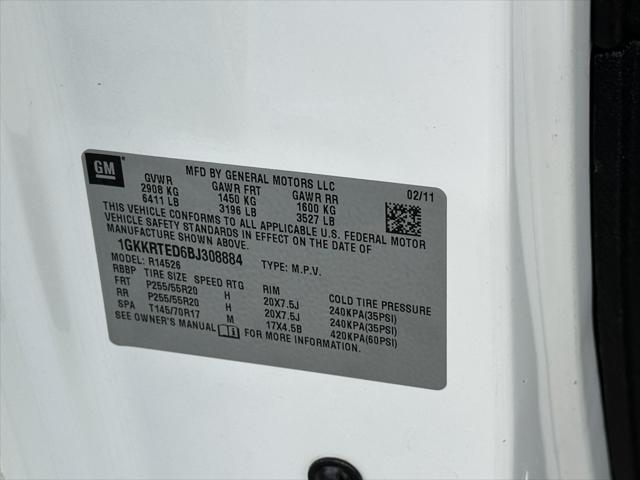 GM
MFD BY GENERAL MOTORS LLC
02/11
GVWR GAWR FRT GAWR RR
2908 KG 1450 KG 1600 KG
6411 LB 3196 LB 3527 LB
THIS VEHICLE CONFORMS TO ALL APPLICABLE U.S. FEDERAL MOTOR
VEHICLE SAFETY STANDARDS IN EFFECT ON THE DATE OF
MANUFACTURE SHOWN ABOVE.
1GKKRTED6BJ308884 TYPE: M.P.V.
MODEL: R14526
RBBP TIRE SIZE SPEED RTG RIM COLD TIRE PRESSURE
FRT P255/55R20 H 20X7.5J 240KPA(35PSI)
RR P255/55R20 H 20X7.5J 240KPA(35PSI)
SPA T145/70R17 M 17X4.5B 420KPA(60PSI)
SEE OWNER'S MANUAL FOR MORE INFORMATION.